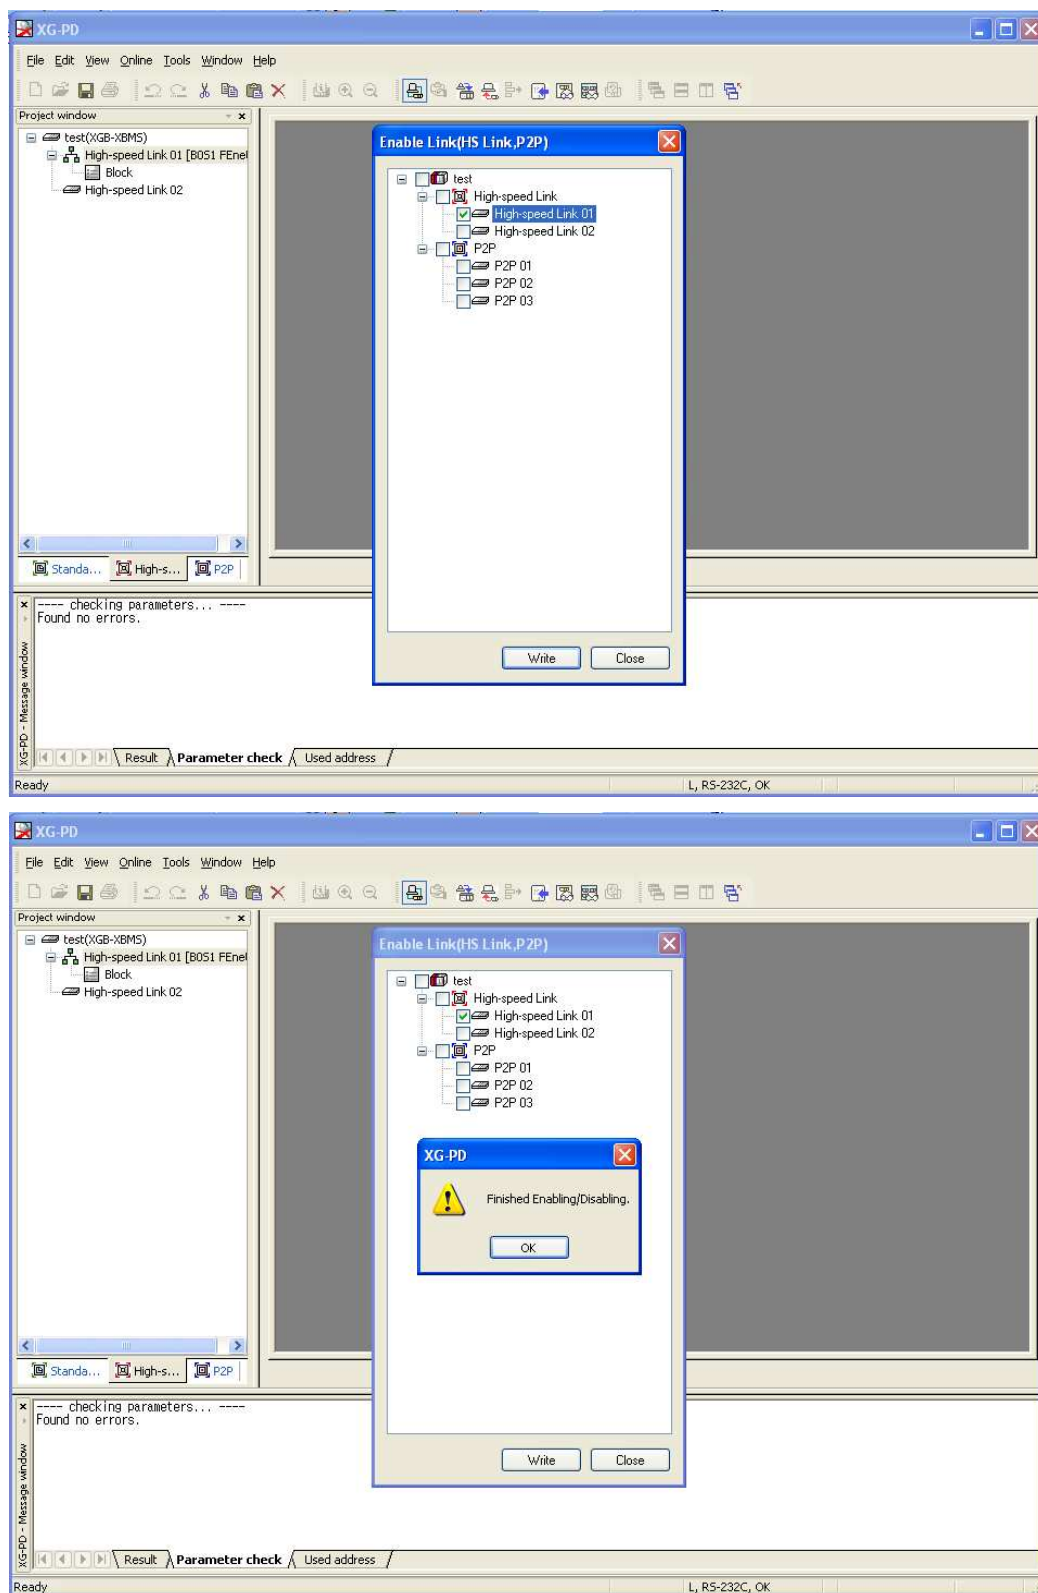 XG-PD
File Edit View Online Tools Window Help
Project window
test(XGB-XBMS)
High-speed Link 01 [B0S1 FEnet
Block
High-speed Link 02
Standa... High-s... P2P
Enable Link(HS Link,P2P)
test
High-speed Link
High-speed Link 01
High-speed Link 02
P2P
P2P 01
P2P 02
P2P 03
Write Close
---- checking parameters... ----
Found no errors.
XG-PD - Message window
Result Parameter check Used address
Ready L, RS-232C, OK
XG-PD
File Edit View Online Tools Window Help
Project window
test(XGB-XBMS)
High-speed Link 01 [B0S1 FEnet
Block
High-speed Link 02
Standa... High-s... P2P
Enable Link(HS Link,P2P)
test
High-speed Link
High-speed Link 01
High-speed Link 02
P2P
P2P 01
P2P 02
P2P 03
XG-PD
Finished Enabling/Disabling.
OK
Write Close
---- checking parameters... ----
Found no errors.
XG-PD - Message window
Result Parameter check Used address
Ready L, RS-232C, OK